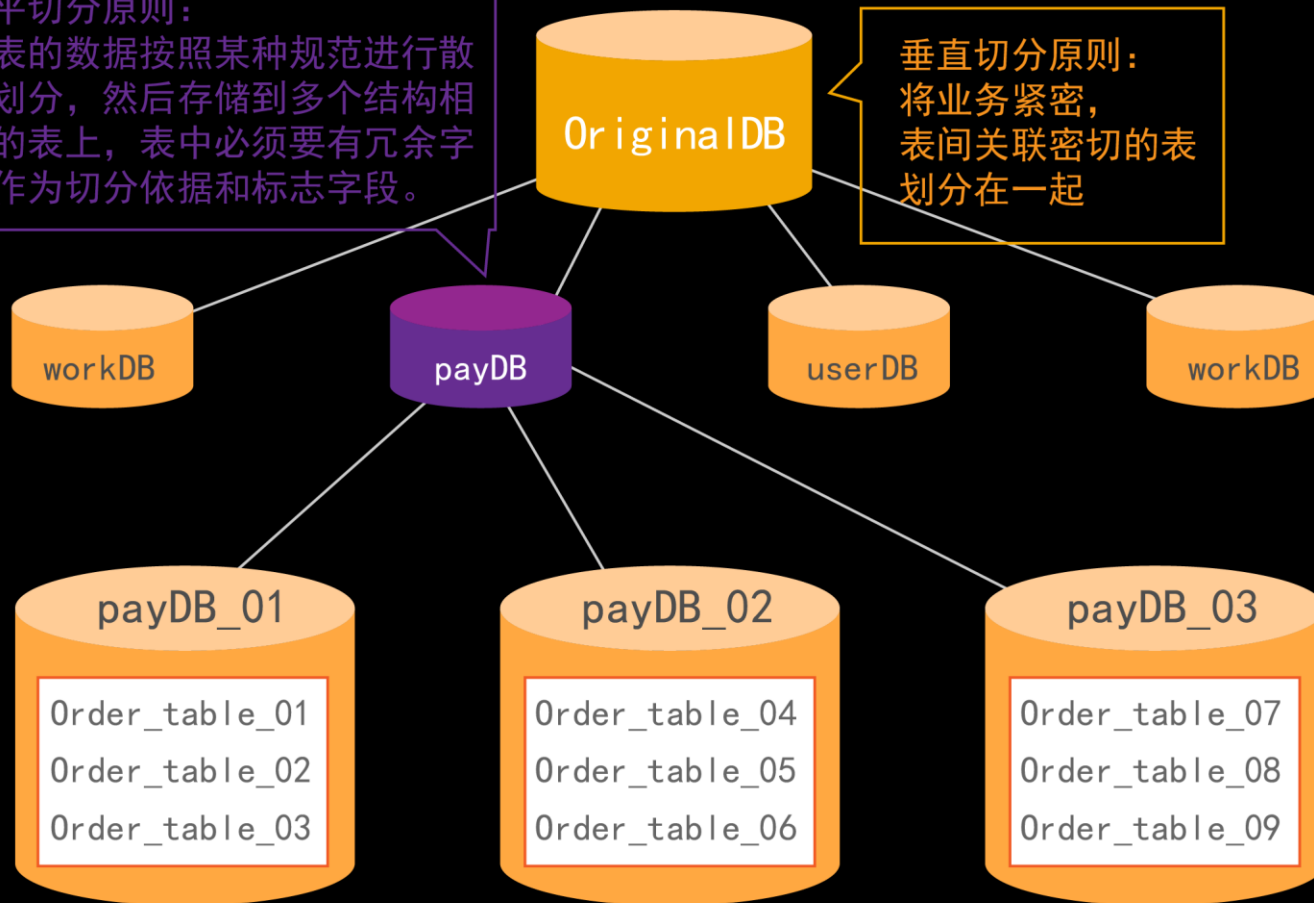 平切分原则：
表的数据按照某种规范进行散
划分，然后存储到多个结构相
的表上，表中必须要有冗余字
作为切分依据和标志字段。
OriginalDB
垂直切分原则：
将业务紧密，
表间关联密切的表
划分在一起
workDB
payDB
userDB
workDB
payDB_01
payDB_02
payDB_03
Order_table_01
Order_table_02
Order_table_03
Order_table_04
Order_table_05
Order_table_06
Order_table_07
Order_table_08
Order_table_09